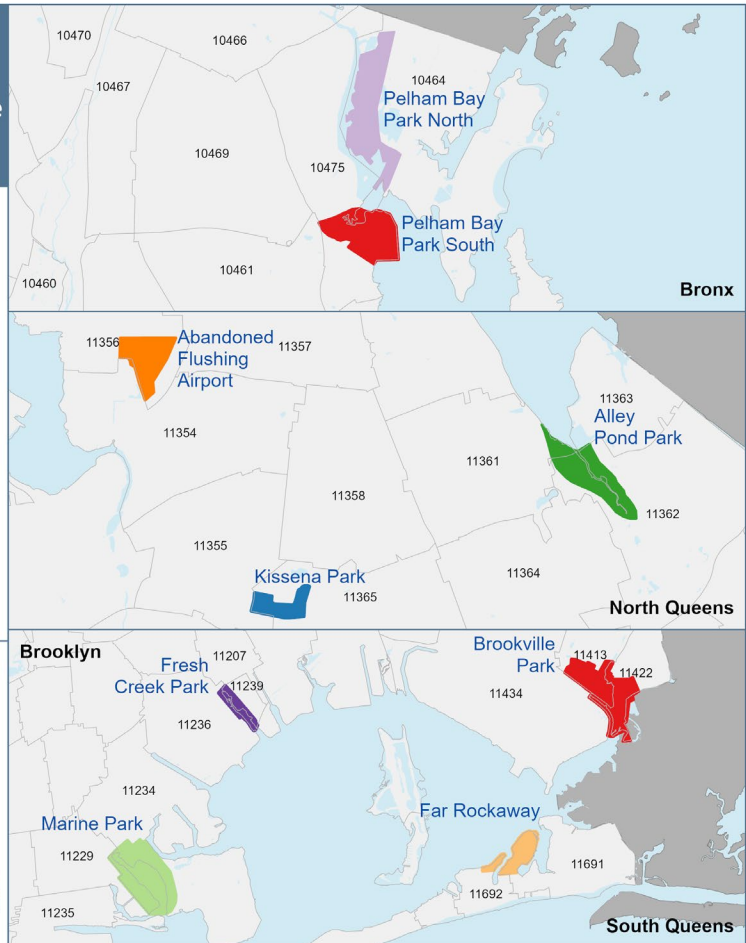 10470
10466
10467
10464
Pelham Bay
Park North
10469
10475
Pelham Bay
Park South
10461
10460
Bronx
11356
Abandoned
Flushing
Airport
11357
11363
Alley
Pond Park
11354
11361
11358
11362
11355
11364
Kissena Park
11365
North Queens
Brooklyn
Brookville
Park
11207
11413
Fresh
Creek Park
11239
11422
11434
11236
11234
Marine Park
Far Rockaway
11229
11691
11692
11235
South Queens